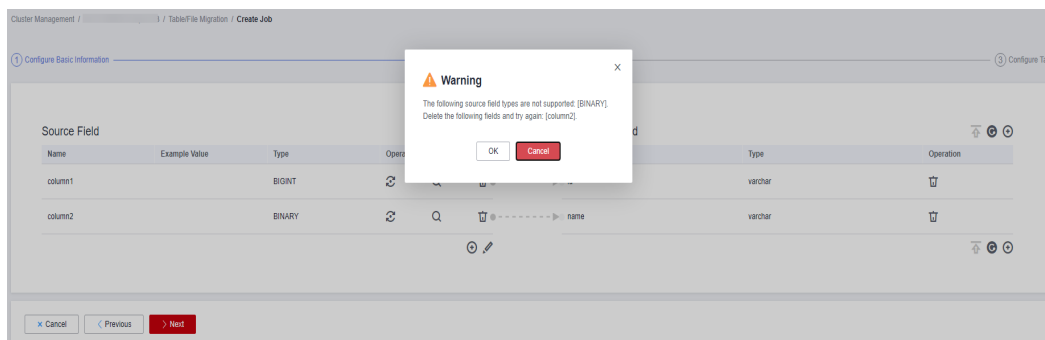 Cluster Management / / Table/File Migration / Create Job
1 Configure Basic Information
3 Configure Ta
Warning
X
The following source field types are not supported: [BINARY].
Delete the following fields and try again: [column2].
OK Cancel
Source Field
d
Name Example Value Type Opera
Type Operation
column1 BIGINT
varchar
column2 BINARY
name varchar
× Cancel < Previous > Next